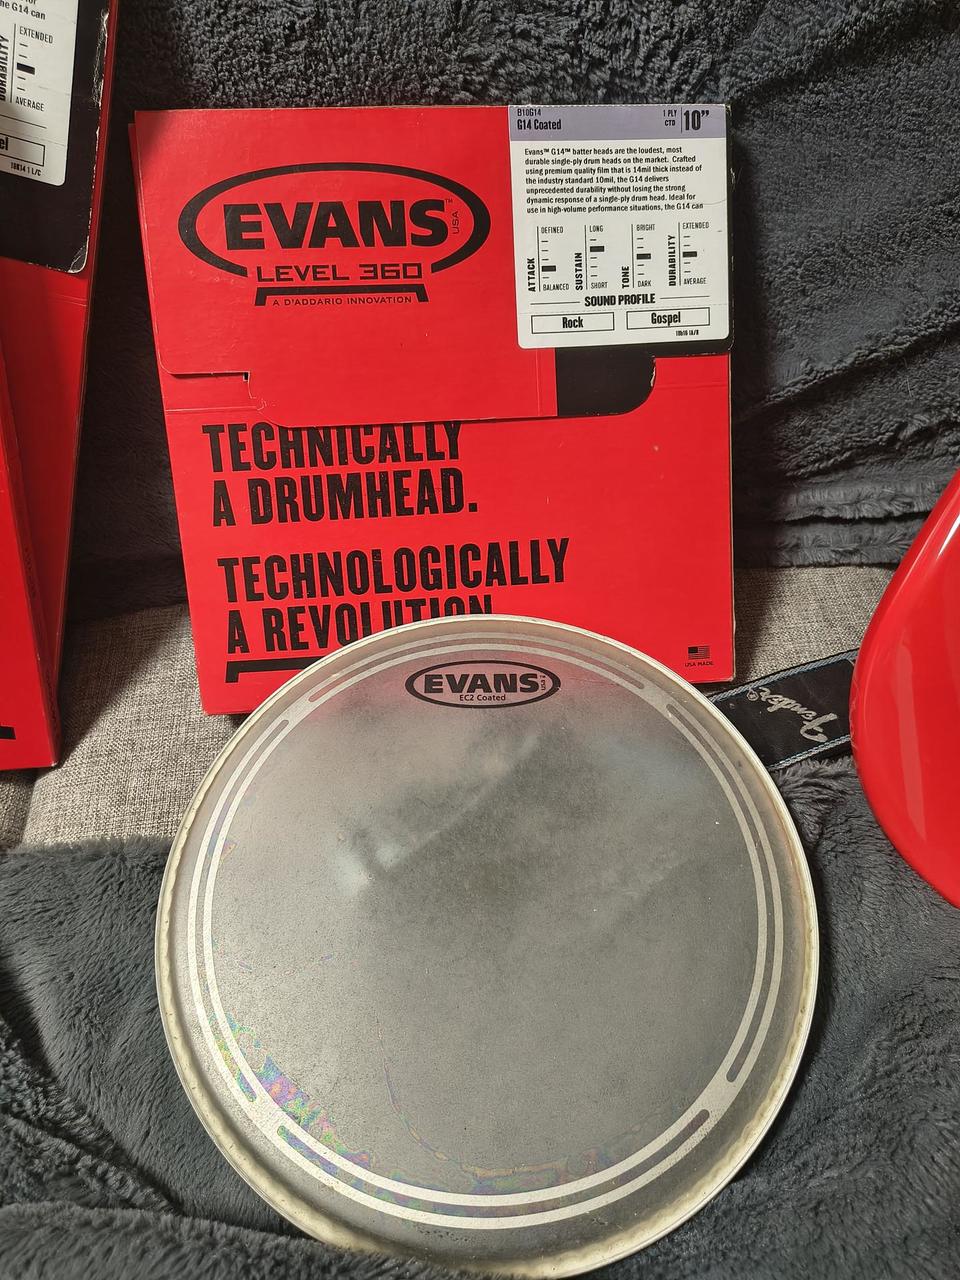 he G14 can
DURABILITY
EXTENDED
AVERAGE
el
B10G14
G14 Coated
1 PLY
CTD
10"
Evans™ G14™ batter heads are the loudest, most
durable single-ply drum heads on the market. Crafted
using premium quality film that is 14mil thick instead of
the industry standard 10mil, the G14 delivers
unprecedented durability without losing the strong
dynamic response of a single-ply drum head. Ideal for
use in high-volume performance situations, the G14 can
ATTACK
DEFINED
BALANCED
SUSTAIN
LONG
SHORT
TONE
BRIGHT
DARK
DURABILITY
EXTENDED
AVERAGE
SOUND PROFILE
Rock
Gospel
EVANS™
USA
LEVEL 360
A D'ADDARIO INNOVATION
TECHNICALLY
A DRUMHEAD.
TECHNOLOGICALLY
A REVOLUTION
USA MADE
EVANS
USA
EC2 Coated
Fender®